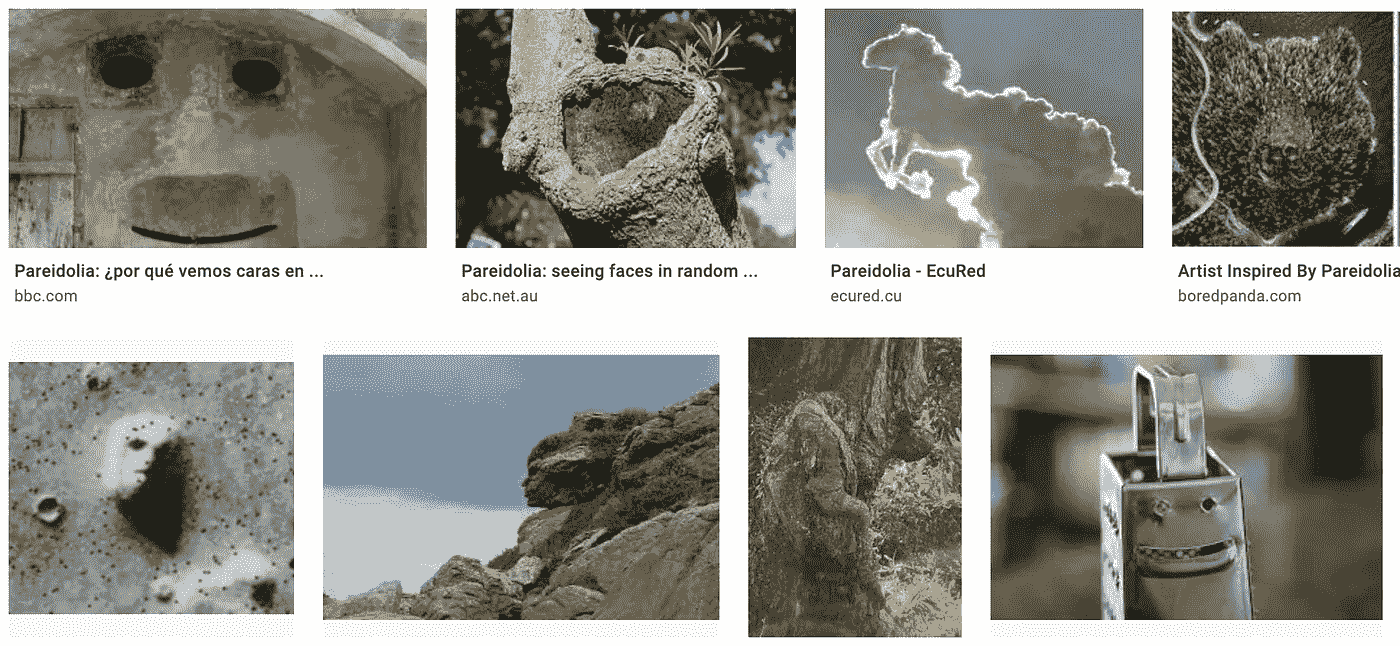 Pareidolia: ¿por qué vemos caras en ...
bbc.com
Pareidolia: seeing faces in random ...
abc.net.au
Pareidolia - EcuRed
ecured.cu
Artist Inspired By Pareidolia
boredpanda.com